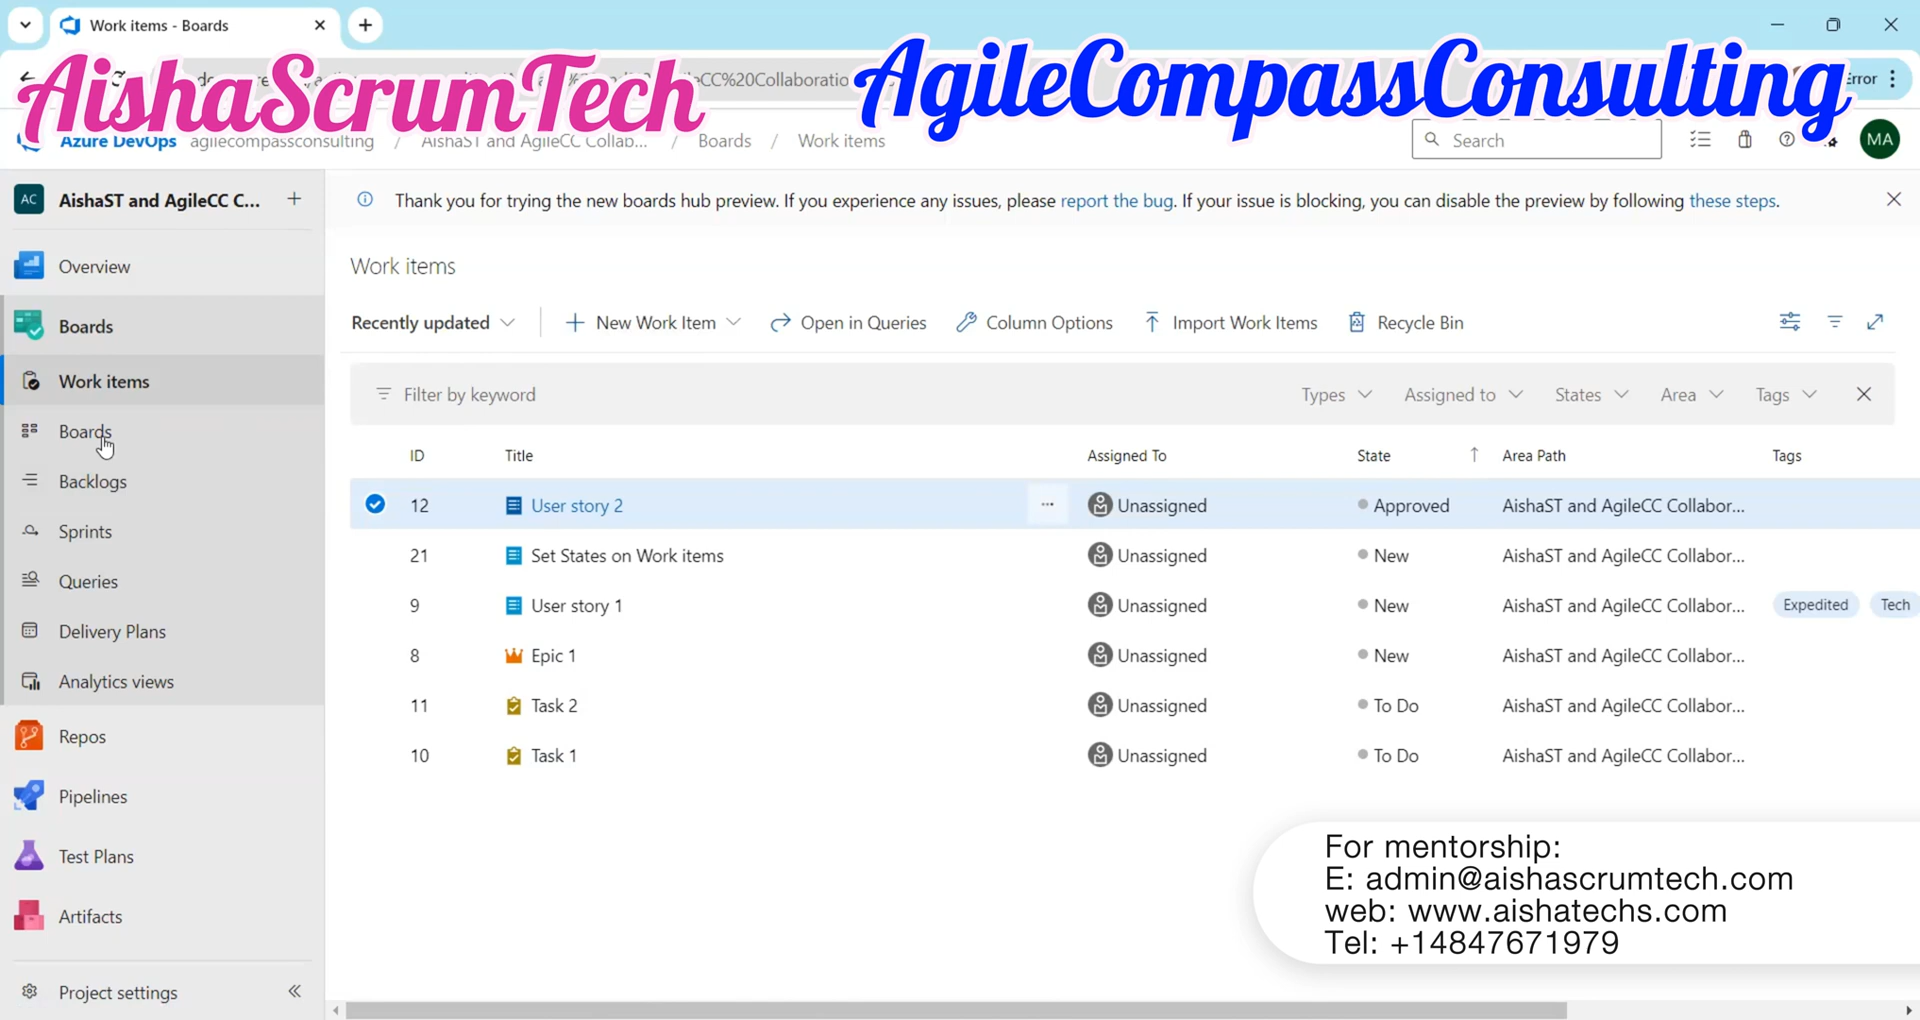 Work items - Boards
AishaScrumTech
AgileCompassConsulting
Azure DevOps agilecompassconsulting / AishaST and AgileCC Collab... / Boards / Work items
Search
MA
AC AishaST and AgileCC C...
Thank you for trying the new boards hub preview. If you experience any issues, please report the bug. If your issue is blocking, you can disable the preview by following these steps.
Overview
Boards
Work items
Boards
Backlogs
Sprints
Queries
Delivery Plans
Analytics views
Repos
Pipelines
Test Plans
Artifacts
Project settings
Work items
Recently updated New Work Item Open in Queries Column Options Import Work Items Recycle Bin
Filter by keyword Types Assigned to States Area Tags
ID Title Assigned To State Area Path Tags
12 User story 2 ... Unassigned Approved AishaST and AgileCC Collabor...
21 Set States on Work items Unassigned New AishaST and AgileCC Collabor...
9 User story 1 Unassigned New AishaST and AgileCC Collabor... Expedited Tech
8 Epic 1 Unassigned New AishaST and AgileCC Collabor...
11 Task 2 Unassigned To Do AishaST and AgileCC Collabor...
10 Task 1 Unassigned To Do AishaST and AgileCC Collabor...
For mentorship:
E: admin@aishascrumtech.com
web: www.aishatechs.com
Tel: +14847671979